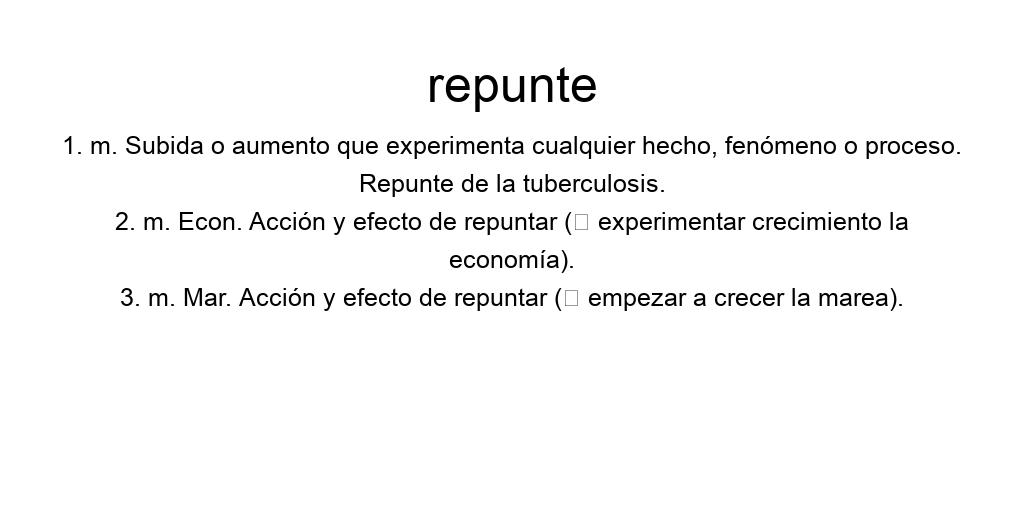 repunte
1. m. Subida o aumento que experimenta cualquier hecho, fenómeno o proceso.
Repunte de la tuberculosis.
2. m. Econ. Acción y efecto de repuntar (□ experimentar crecimiento la
economía).
3. m. Mar. Acción y efecto de repuntar (□ empezar a crecer la marea).